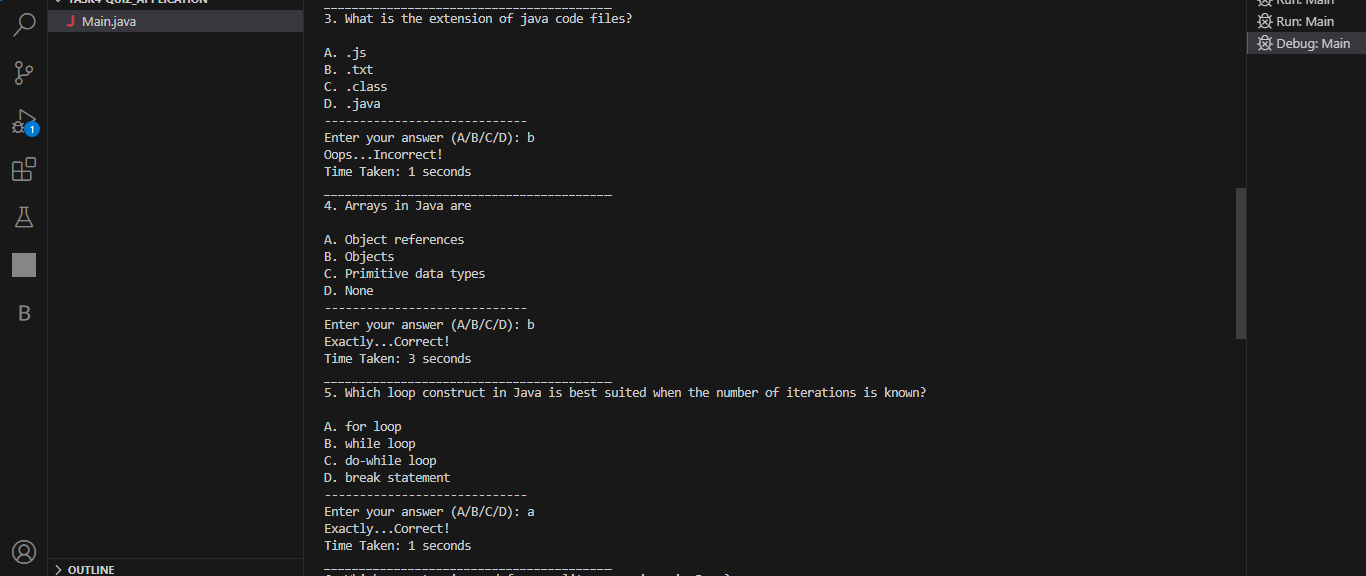 TASK4-QUIZ_APPLICATION
J Main.java
1
B
OUTLINE
________________________________________
3. What is the extension of java code files?
A. .js
B. .txt
C. .class
D. .java
-----------------------------
Enter your answer (A/B/C/D): b
Oops...Incorrect!
Time Taken: 1 seconds
_________________________________________
4. Arrays in Java are
A. Object references
B. Objects
C. Primitive data types
D. None
-----------------------------
Enter your answer (A/B/C/D): b
Exactly...Correct!
Time Taken: 3 seconds
_________________________________________
5. Which loop construct in Java is best suited when the number of iterations is known?
A. for loop
B. while loop
C. do-while loop
D. break statement
-----------------------------
Enter your answer (A/B/C/D): a
Exactly...Correct!
Time Taken: 1 seconds
_________________________________________
Run: Main
Run: Main
Debug: Main